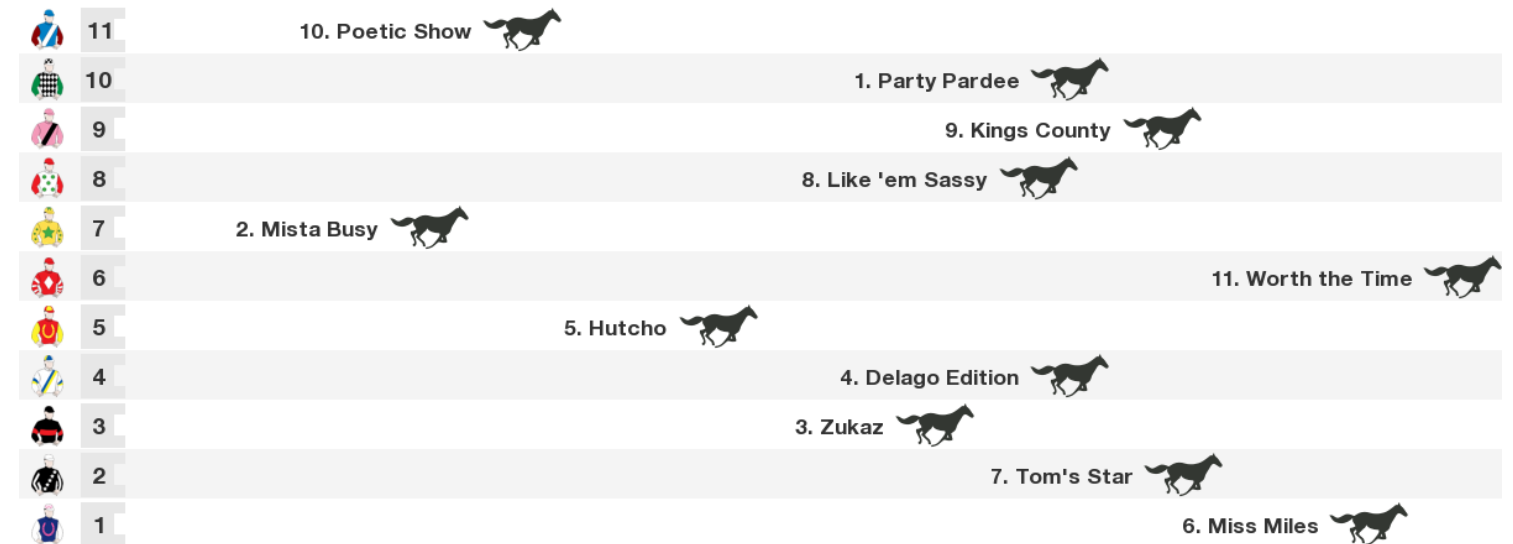 11 10. Poetic Show
10 1. Party Pardee
9 9. Kings County
8 8. Like 'em Sassy
7 2. Mista Busy
6 11. Worth the Time
5 5. Hutcho
4 4. Delago Edition
3 3. Zukaz
2 7. Tom's Star
1 6. Miss Miles